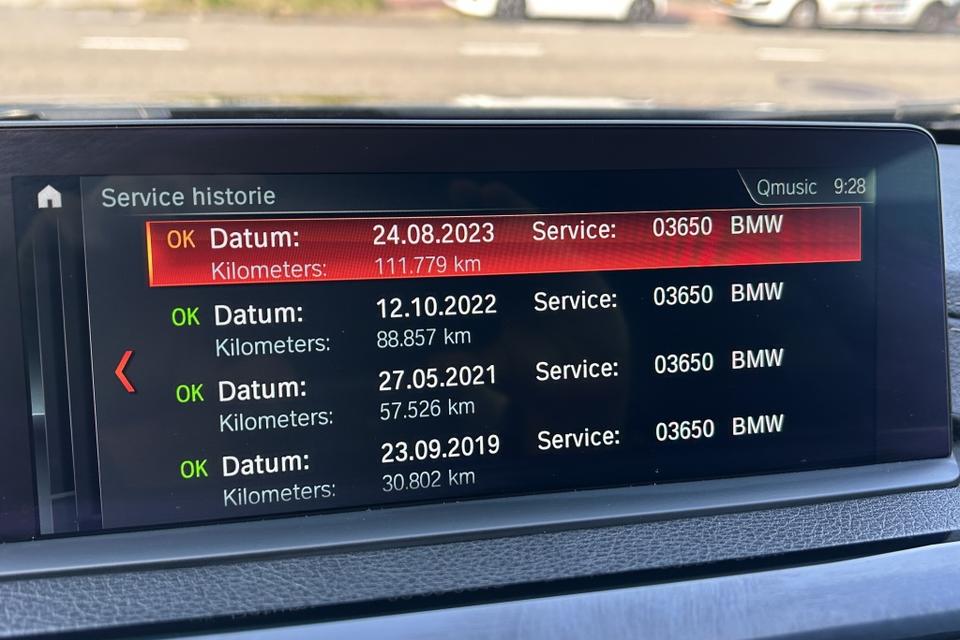 Service historie
Qmusic 9:28
OK Datum: 24.08.2023 Service: 03650 BMW
Kilometers: 111.779 km
OK Datum: 12.10.2022 Service: 03650 BMW
Kilometers: 88.857 km
OK Datum: 27.05.2021 Service: 03650 BMW
Kilometers: 57.526 km
OK Datum: 23.09.2019 Service: 03650 BMW
Kilometers: 30.802 km